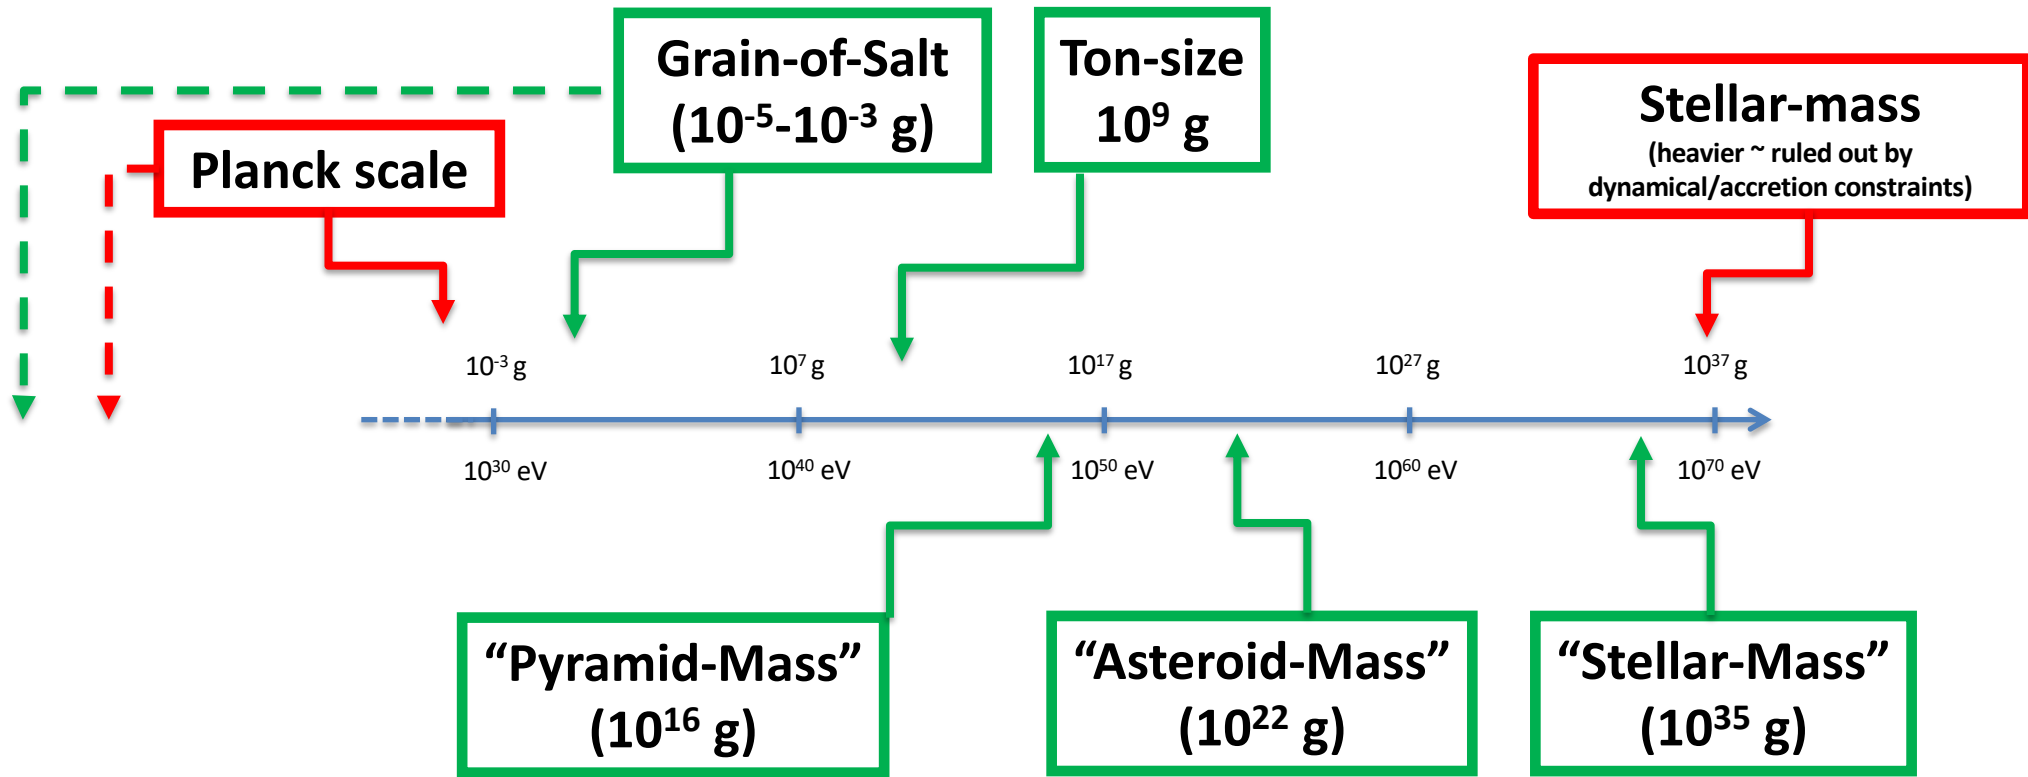 Grain-of-Salt
(10⁻⁵-10⁻³ g)
Ton-size
10⁹ g
Stellar-mass
(heavier ~ ruled out by
dynamical/accretion constraints)
Planck scale
10⁻³ g
10⁷ g
10¹⁷ g
10²⁷ g
10³⁷ g
10³⁰ eV
10⁴⁰ eV
10⁵⁰ eV
10⁶⁰ eV
10⁷⁰ eV
“Pyramid-Mass”
(10¹⁶ g)
“Asteroid-Mass”
(10²² g)
“Stellar-Mass”
(10³⁵ g)